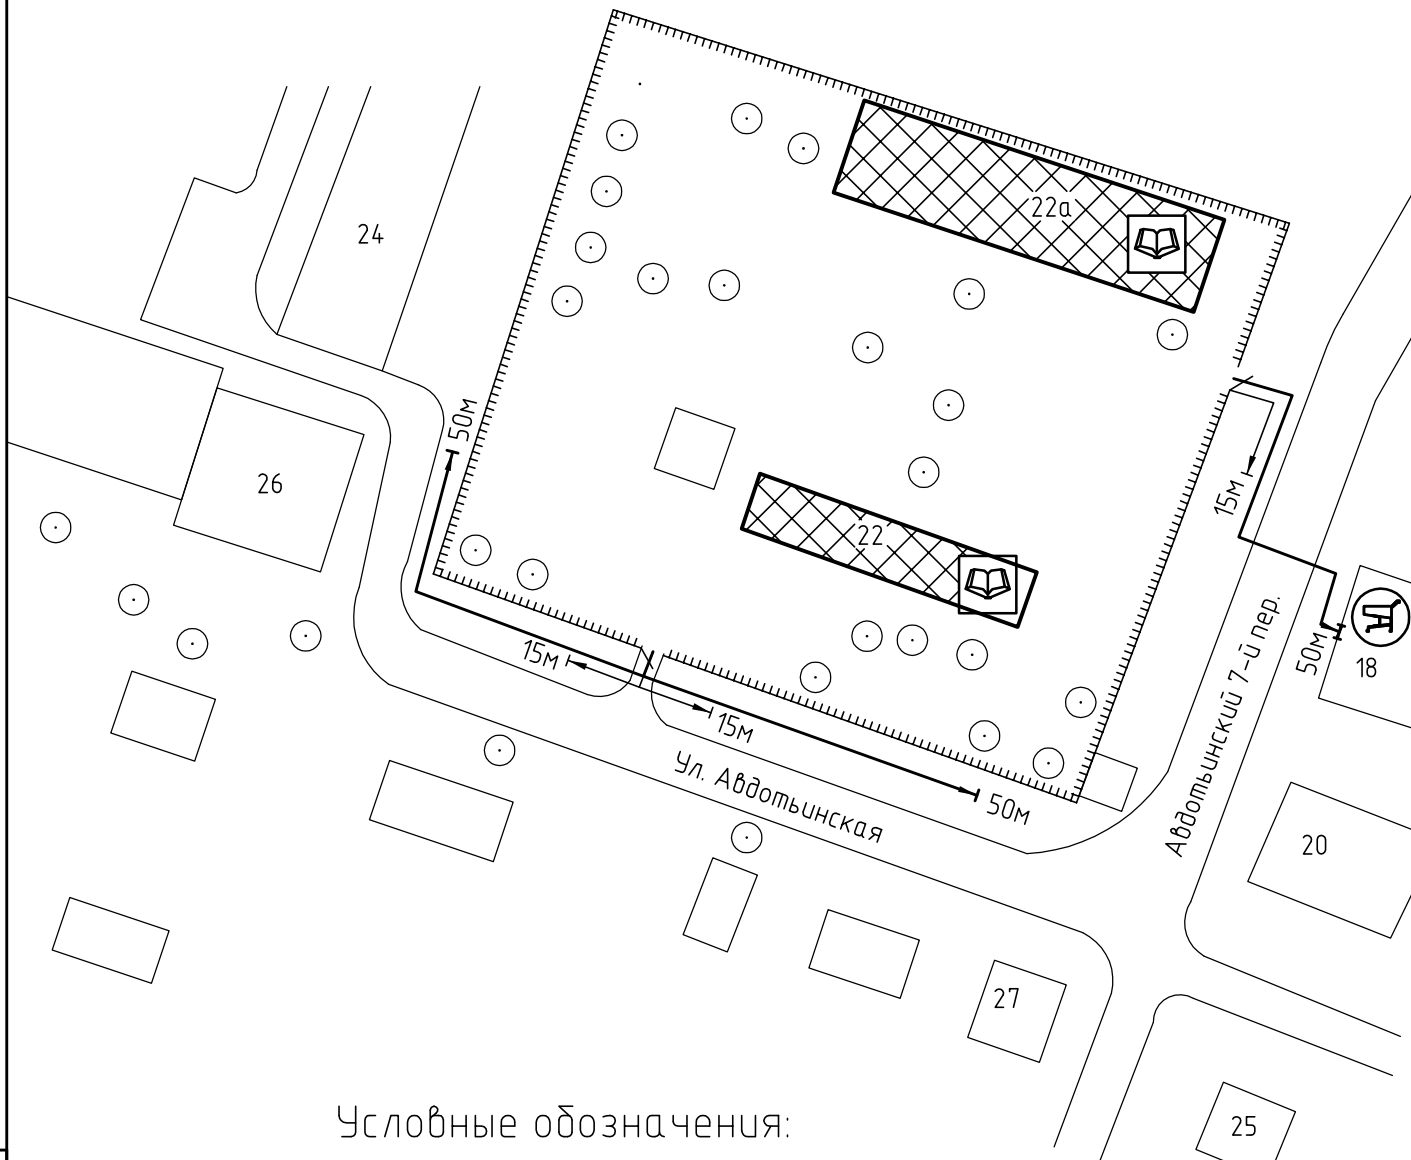 22а
24
50м
26
15м
22
50м
18
15м
15м
50м
Ул. Авдотьинская
Авдотьинский 7-й пер.
20
27
25
Условные обозначения: